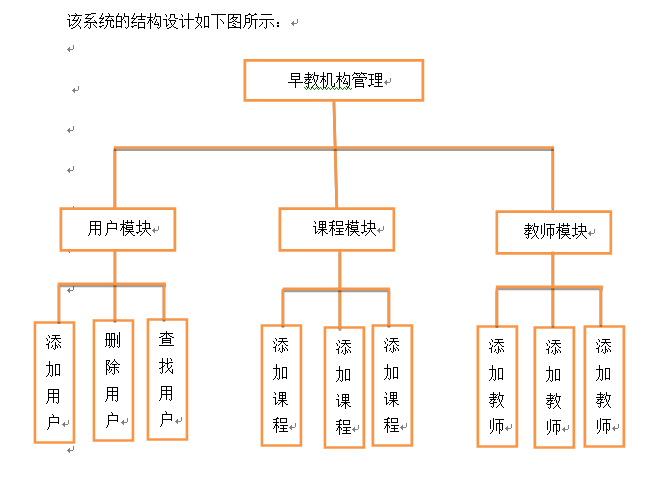 该系统的结构设计如下图所示：
早教机构管理
用户模块
课程模块
教师模块
添加用户
删除用户
查找用户
添加课程
添加课程
添加课程
添加教师
添加教师
添加教师